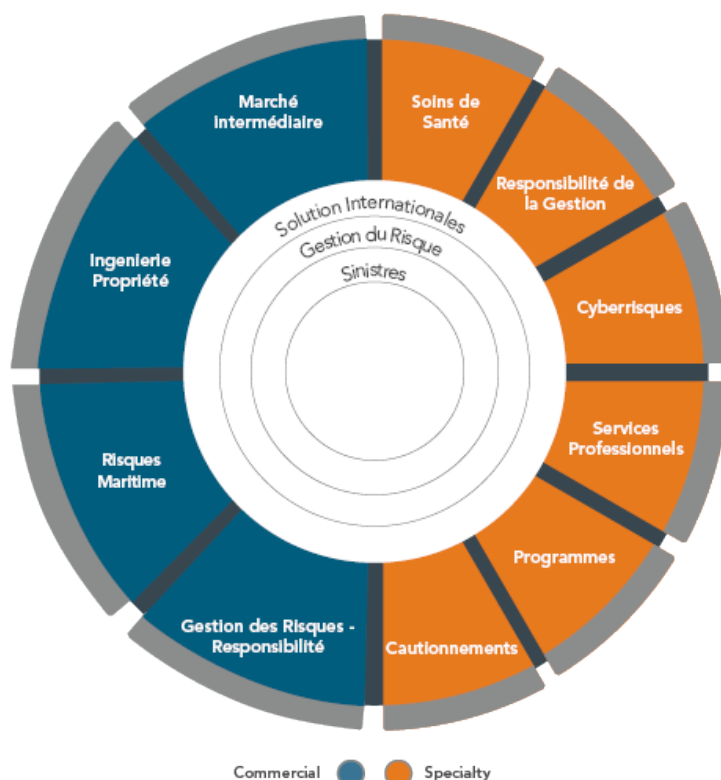 Marché
intermédiaire
Soins de
Santé
Responsibilité de
la Gestion
Ingenierie
Propriété
Solution Internationales
Gestion du Risque
Sinistres
Cyberrisques
Risques
Maritime
Services
Professionnels
Programmes
Gestion des Risques -
Responsibilité
Cautionnements
Commercial
Specialty